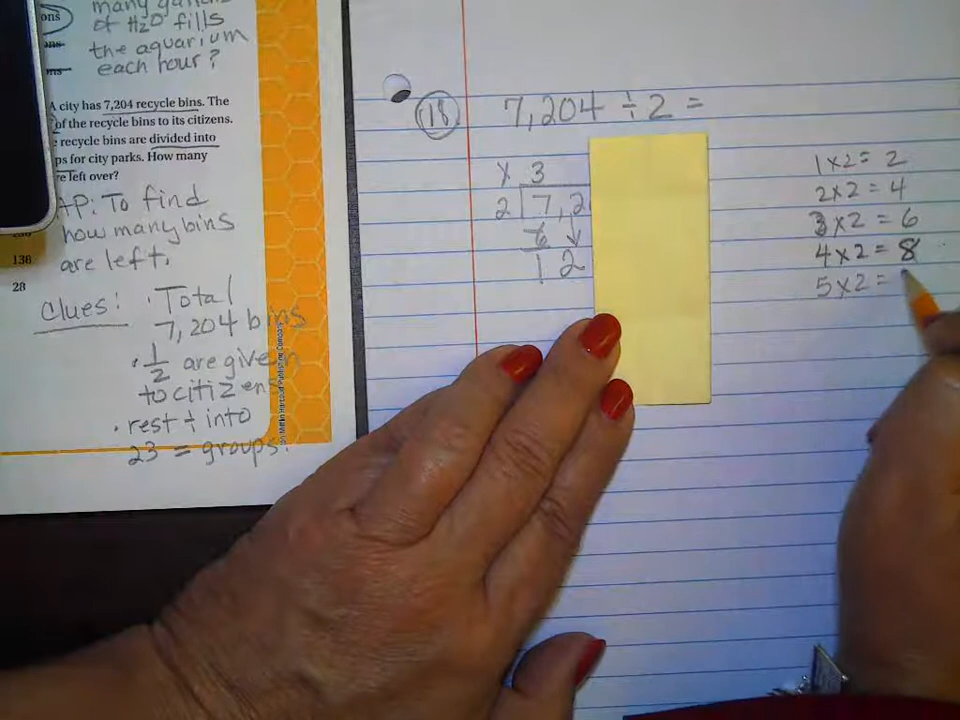 many
of H2O fills
the aquarium
each hour?
A city has 7,204 recycle bins. The
of the recycle bins to its citizens.
recycle bins are divided into
ps for city parks. How many
re left over?
AP: To find
how many bins
are left.
138
28
Clues: · Total
7,204 bins
· 1/2 are given
to citizens
· rest ÷ into
23 = groups.
18 7,204 ÷ 2 =
x 3
2 7,2
6
1 2
1x2= 2
2x2 = 4
3x2 = 6
4x2= 8
5x2 =